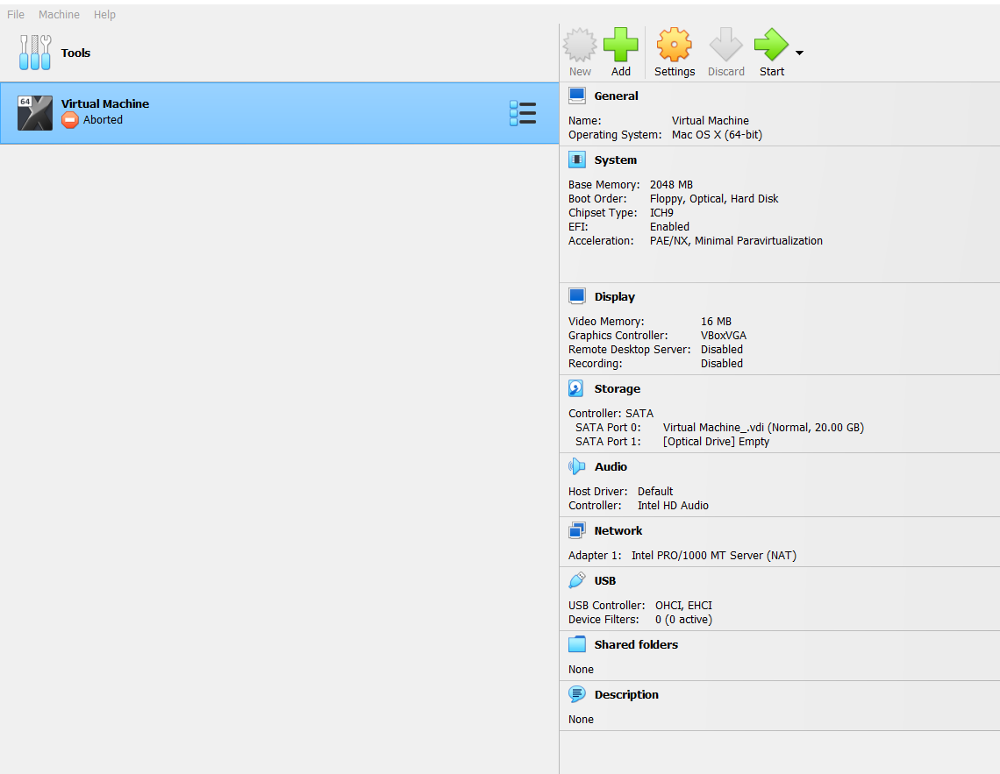 File Machine Help
Tools
New Add Settings Discard Start
64
Virtual Machine
Aborted
General
Name: Virtual Machine
Operating System: Mac OS X (64-bit)
System
Base Memory: 2048 MB
Boot Order: Floppy, Optical, Hard Disk
Chipset Type: ICH9
EFI: Enabled
Acceleration: PAE/NX, Minimal Paravirtualization
Display
Video Memory: 16 MB
Graphics Controller: VBoxVGA
Remote Desktop Server: Disabled
Recording: Disabled
Storage
Controller: SATA
SATA Port 0: Virtual Machine_.vdi (Normal, 20.00 GB)
SATA Port 1: [Optical Drive] Empty
Audio
Host Driver: Default
Controller: Intel HD Audio
Network
Adapter 1: Intel PRO/1000 MT Server (NAT)
USB
USB Controller: OHCI, EHCI
Device Filters: 0 (0 active)
Shared folders
None
Description
None